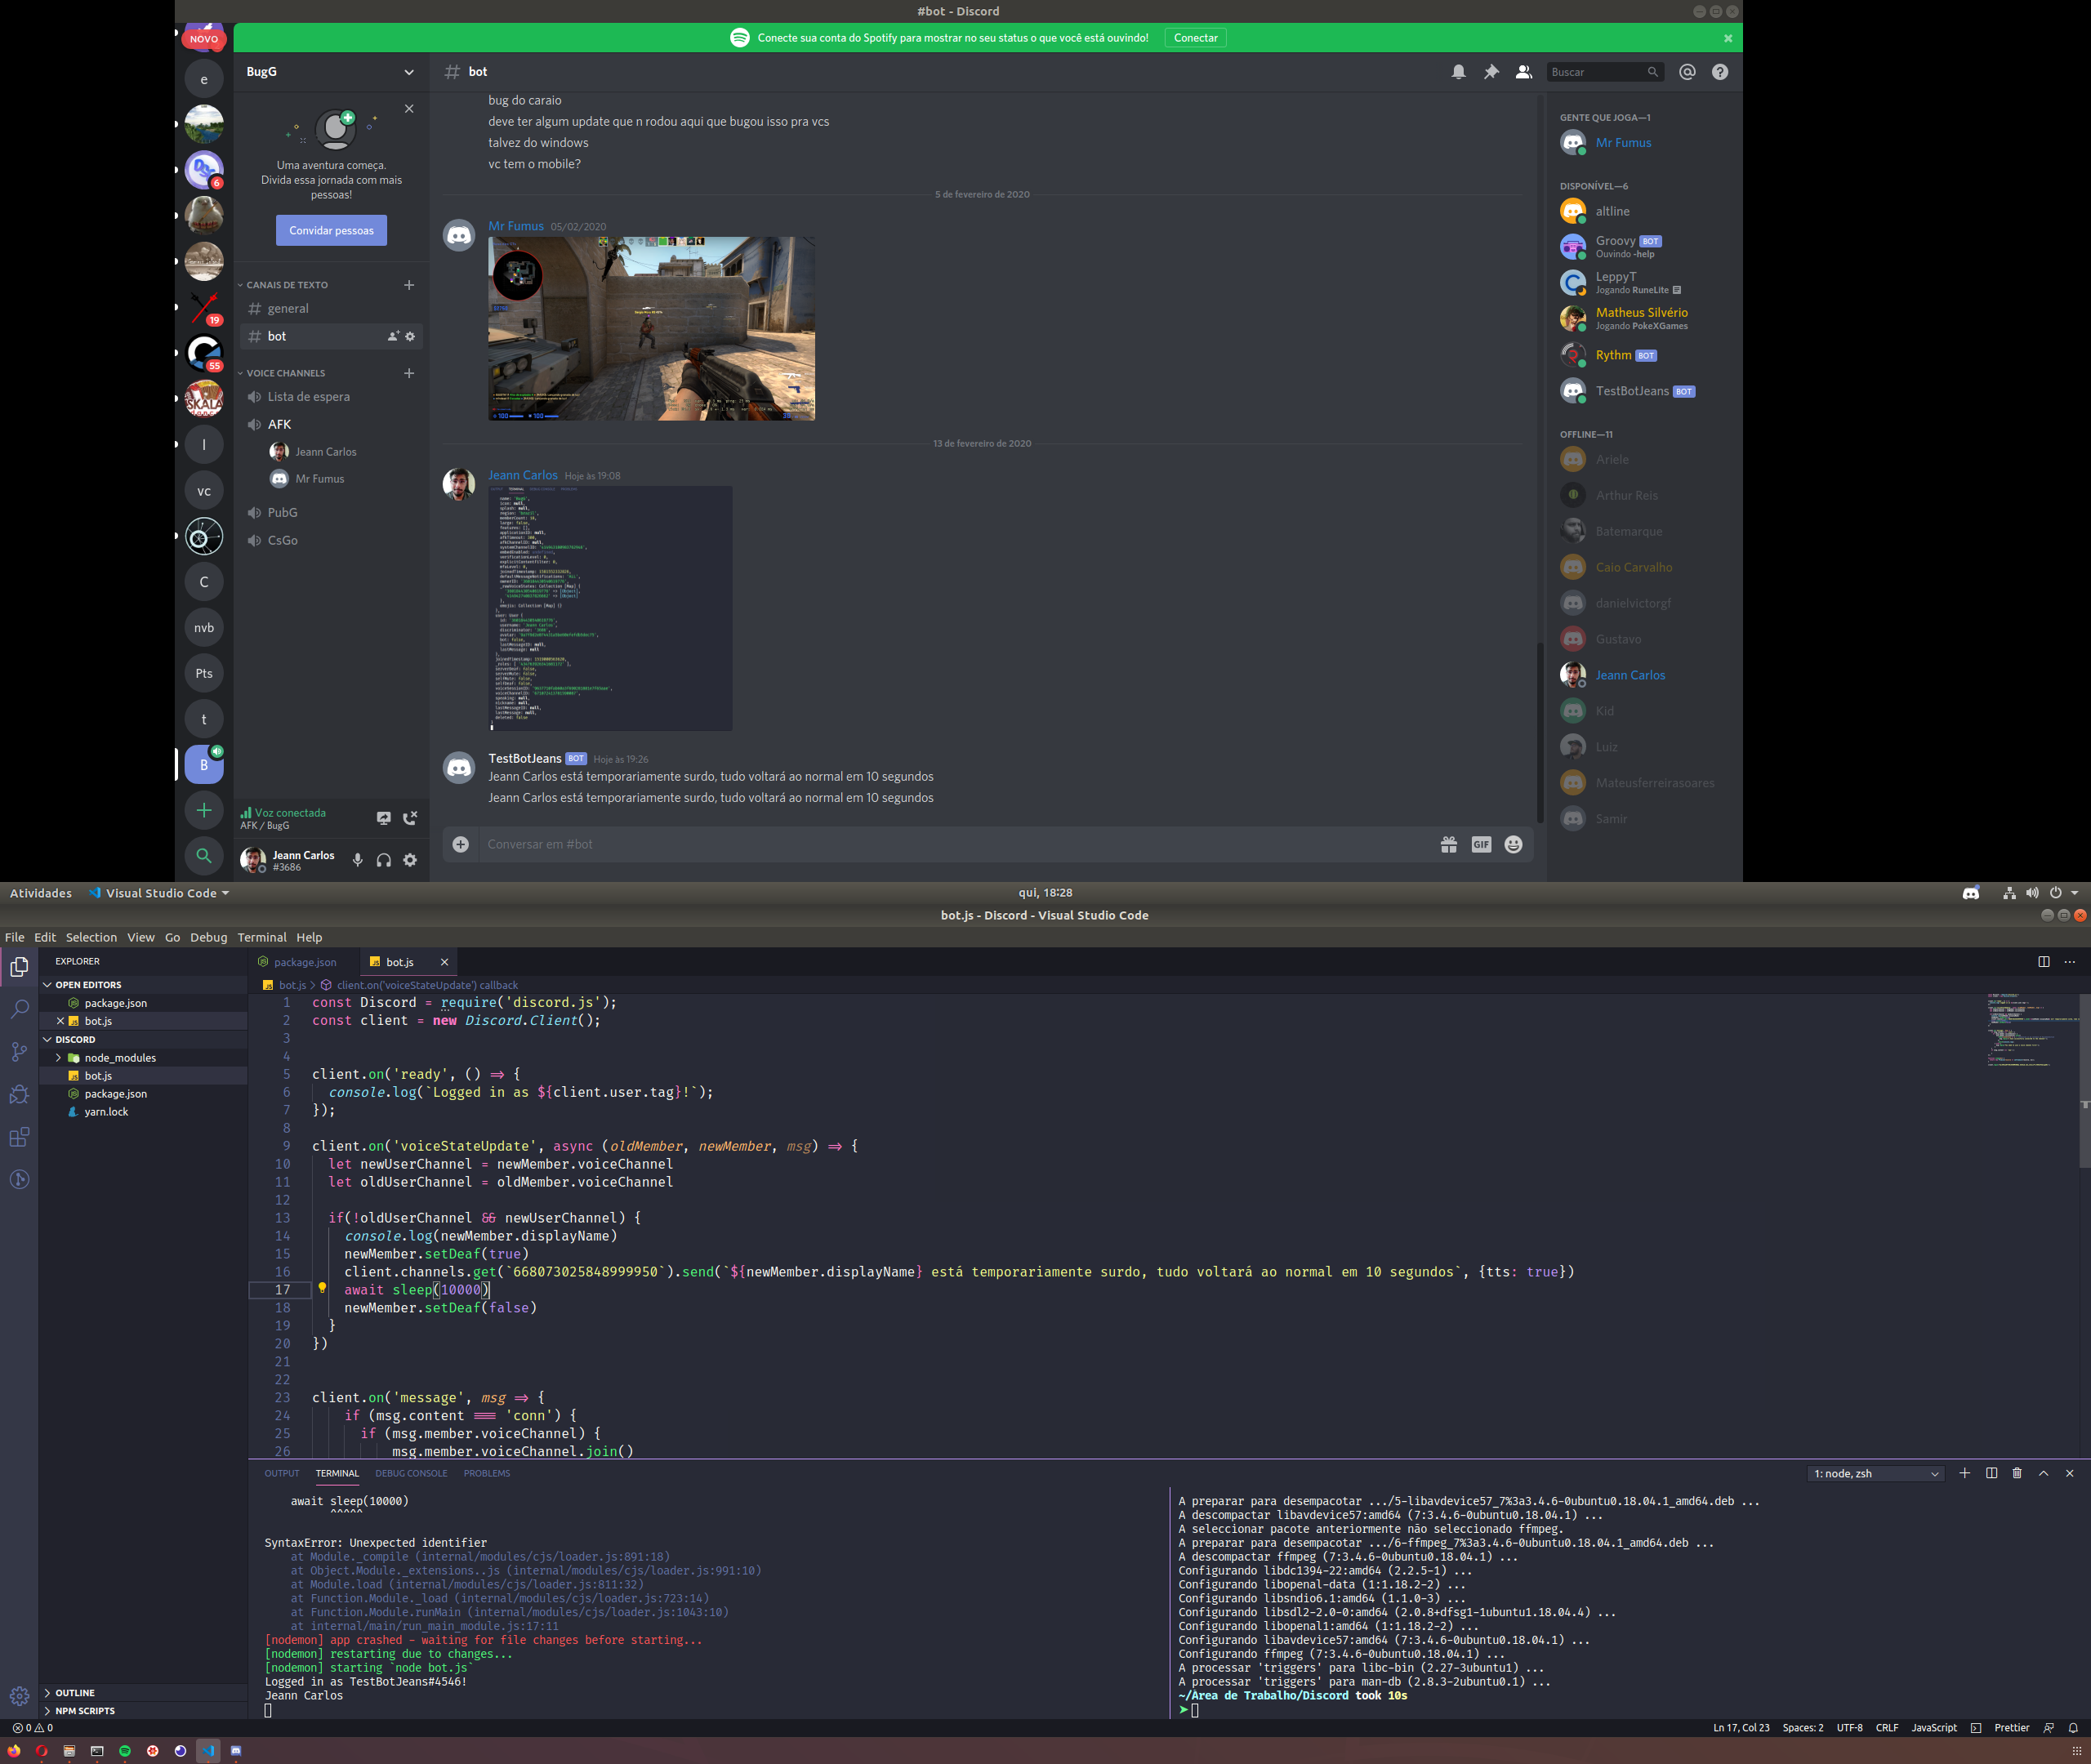 #bot - Discord
NOVO
Conecte sua conta do Spotify para mostrar no seu status o que você está ouvindo!
Conectar
e
6
19
55
SKALA
I
vc
C
nvb
Pts
t
B
BugG
Uma aventura começa.
Divida essa jornada com mais
pessoas!
Convidar pessoas
CANAIS DE TEXTO
general
bot
VOICE CHANNELS
Lista de espera
AFK
Jeann Carlos
Mr Fumus
PubG
CsGo
Voz conectada
AFK / BugG
Jeann Carlos
#3686
# bot
Buscar
bug do caraio
deve ter algum update que n rodou aqui que bugou isso pra vcs
talvez do windows
vc tem o mobile?
5 de fevereiro de 2020
Mr Fumus 05/02/2020
13 de fevereiro de 2020
Jeann Carlos Hoje às 19:08
TestBotJeans BOT Hoje às 19:26
Jeann Carlos está temporariamente surdo, tudo voltará ao normal em 10 segundos
Jeann Carlos está temporariamente surdo, tudo voltará ao normal em 10 segundos
Conversar em #bot
GIF
GENTE QUE JOGA—1
Mr Fumus
DISPONÍVEL—6
altline
Groovy BOT
Ouvindo -help
LeppyT
Jogando RuneLite
Matheus Silvério
Jogando PokeXGames
Rythm BOT
TestBotJeans BOT
OFFLINE—11
Ariele
Arthur Reis
Batemarque
Caio Carvalho
danielvictorgf
Gustavo
Jeann Carlos
Kid
Luiz
Mateusferreirasoares
Samir
Atividades Visual Studio Code qui, 18:28
bot.js - Discord - Visual Studio Code
File Edit Selection View Go Debug Terminal Help
EXPLORER
OPEN EDITORS
package.json
bot.js
DISCORD
node_modules
bot.js
package.json
yarn.lock
OUTLINE
NPM SCRIPTS
package.json bot.js
bot.js > client.on('voiceStateUpdate') callback
1 const Discord = require('discord.js');
2 const client = new Discord.Client();
3
4
5 client.on('ready', () => {
6 console.log(`Logged in as ${client.user.tag}!`);
7 });
8
9 client.on('voiceStateUpdate', async (oldMember, newMember, msg) => {
10 let newUserChannel = newMember.voiceChannel
11 let oldUserChannel = oldMember.voiceChannel
12
13 if(!oldUserChannel && newUserChannel) {
14 console.log(newMember.displayName)
15 newMember.setDeaf(true)
16 client.channels.get(`668073025848999950`).send(`${newMember.displayName} está temporariamente surdo, tudo voltará ao normal em 10 segundos`, {tts: true})
17 await sleep(10000)
18 newMember.setDeaf(false)
19 }
20 })
21
22
23 client.on('message', msg => {
24 if (msg.content === 'conn') {
25 if (msg.member.voiceChannel) {
26 msg.member.voiceChannel.join()
OUTPUT TERMINAL DEBUG CONSOLE PROBLEMS
1: node, zsh
await sleep(10000)
^^^^^
SyntaxError: Unexpected identifier
at Module._compile (internal/modules/cjs/loader.js:891:18)
at Object.Module._extensions..js (internal/modules/cjs/loader.js:991:10)
at Module.load (internal/modules/cjs/loader.js:811:32)
at Function.Module._load (internal/modules/cjs/loader.js:723:14)
at Function.Module.runMain (internal/modules/cjs/loader.js:1043:10)
at internal/main/run_main_module.js:17:11
[nodemon] app crashed - waiting for file changes before starting...
[nodemon] restarting due to changes...
[nodemon] starting `node bot.js`
Logged in as TestBotJeans#4546!
Jeann Carlos
A preparar para desempacotar .../5-libavdevice57_7%3a3.4.6-0ubuntu0.18.04.1_amd64.deb ...
A descompactar libavdevice57:amd64 (7:3.4.6-0ubuntu0.18.04.1) ...
A seleccionar pacote anteriormente não seleccionado ffmpeg.
A preparar para desempacotar .../6-ffmpeg_7%3a3.4.6-0ubuntu0.18.04.1_amd64.deb ...
A descompactar ffmpeg (7:3.4.6-0ubuntu0.18.04.1) ...
Configurando libdc1394-22:amd64 (2.2.5-1) ...
Configurando libopenal-data (1:1.18.2-2) ...
Configurando libsndio6.1:amd64 (1.1.0-3) ...
Configurando libsdl2-2.0-0:amd64 (2.0.8+dfsg1-1ubuntu1.18.04.4) ...
Configurando libopenal1:amd64 (1:1.18.2-2) ...
Configurando libavdevice57:amd64 (7:3.4.6-0ubuntu0.18.04.1) ...
Configurando ffmpeg (7:3.4.6-0ubuntu0.18.04.1) ...
A processar 'triggers' para libc-bin (2.27-3ubuntu1) ...
A processar 'triggers' para man-db (2.8.3-2ubuntu0.1) ...
~/Área de Trabalho/Discord took 10s
0 0
Ln 17, Col 23 Spaces: 2 UTF-8 CRLF JavaScript Prettier